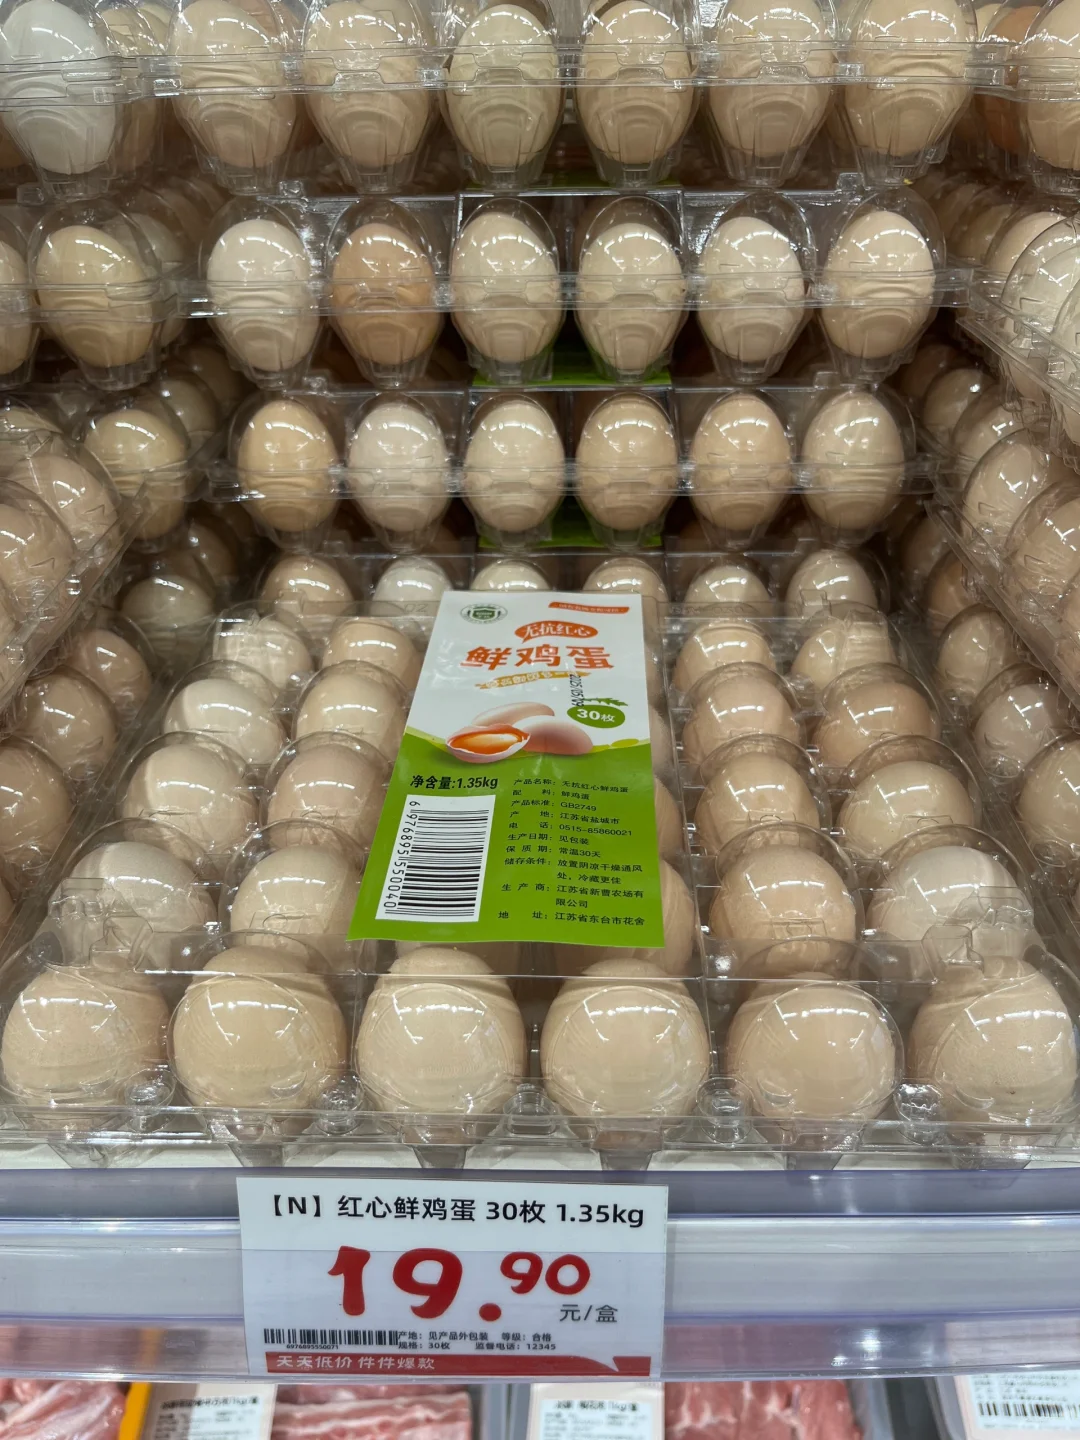 无抗红心
鲜鸡蛋
30枚
净含量:1.35kg
6 976895 550040
产品名称：无抗红心鲜鸡蛋
配 料：鲜鸡蛋
产品标准：GB2749
产 地：江苏省盐城市
电 话：0515-85860021
生产日期：见包装
保 质 期：常温30天
储存条件：放置阴凉干燥通风
处，冷藏更佳
生 产 商：江苏省新曹农场有
限公司
地 址：江苏省东台市花舍
【N】红心鲜鸡蛋 30枚 1.35kg
19.90
元/盒
产地：见产品外包装 等级：合格
规格：30枚 监督电话：12345
6976895550071
天天低价 件件爆款